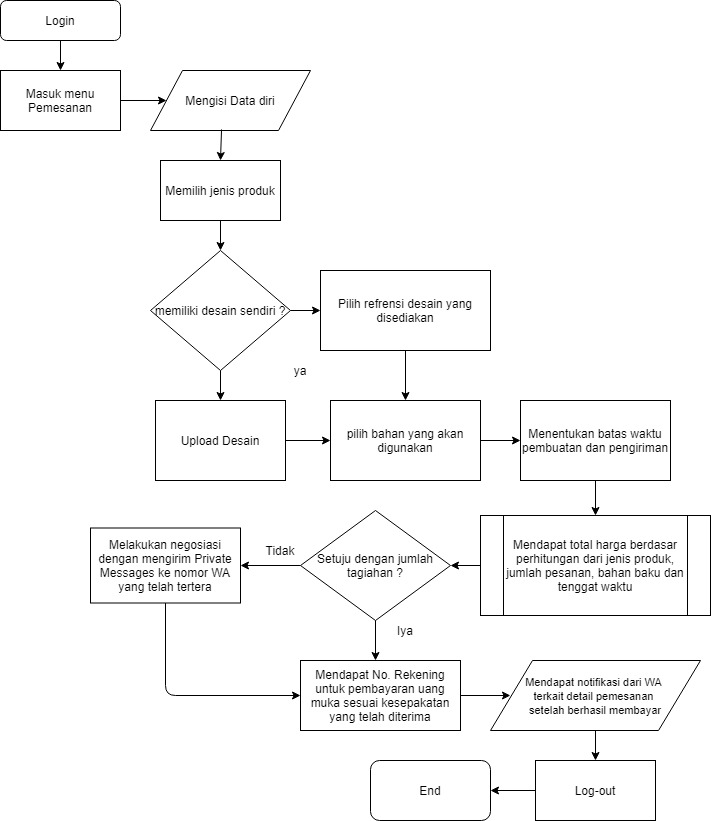 Login
Masuk menu
Pemesanan
Mengisi Data diri
Memilih jenis produk
memiliki desain sendiri ?
Pilih refrensi desain yang
disediakan
ya
Upload Desain
pilih bahan yang akan
digunakan
Menentukan batas waktu
pembuatan dan pengiriman
Mendapat total harga berdasar
perhitungan dari jenis produk,
jumlah pesanan, bahan baku dan
tenggat waktu
Setuju dengan jumlah
tagiahan ?
Tidak
Melakukan negosiasi
dengan mengirim Private
Messages ke nomor WA
yang telah tertera
Iya
Mendapat No. Rekening
untuk pembayaran uang
muka sesuai kesepakatan
yang telah diterima
Mendapat notifikasi dari WA
terkait detail pemesanan
setelah berhasil membayar
Log-out
End